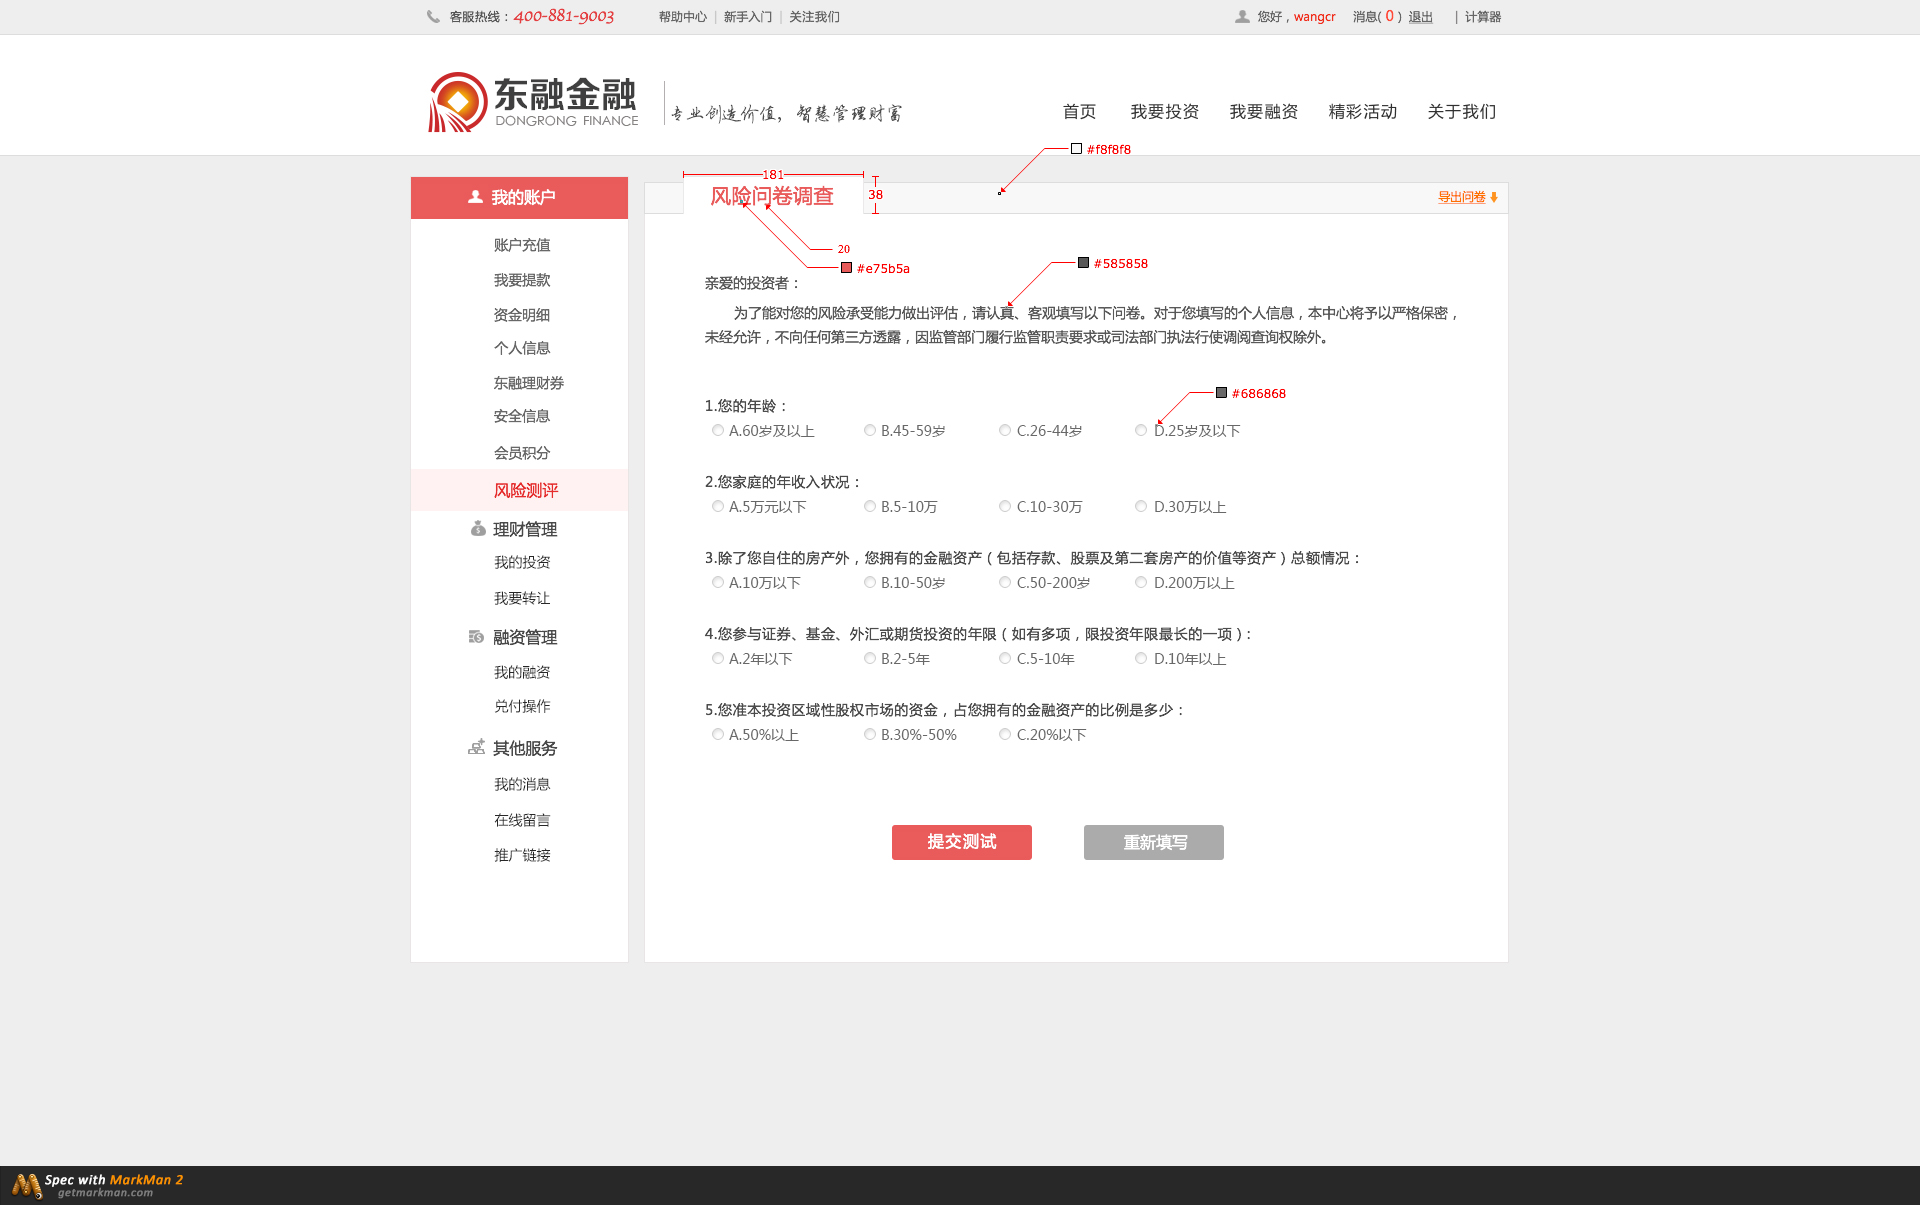 客服热线：400-881-9003 帮助中心 | 新手入门 | 关注我们 您好，wangcr 消息( 0 ) 退出 | 计算器
东融金融
DONGRONG FINANCE
专业创造价值，智慧管理财富
首页 我要投资 我要融资 精彩活动 关于我们
#f8f8f8
181
38
我的账户
风险问卷调查
导出问卷
20
#e75b5a
#585858
账户充值
我要提款
资金明细
个人信息
东融理财券
安全信息
会员积分
风险测评
理财管理
我的投资
我要转让
融资管理
我的融资
兑付操作
其他服务
我的消息
在线留言
推广链接
亲爱的投资者：
为了能对您的风险承受能力做出评估，请认真、客观填写以下问卷。对于您填写的个人信息，本中心将予以严格保密，
未经允许，不向任何第三方透露，因监管部门履行监管职责要求或司法部门执法行使调阅查询权除外。
#686868
1.您的年龄：
A.60岁及以上 B.45-59岁 C.26-44岁 D.25岁及以下
2.您家庭的年收入状况：
A.5万元以下 B.5-10万 C.10-30万 D.30万以上
3.除了您自住的房产外，您拥有的金融资产（包括存款、股票及第二套房产的价值等资产）总额情况：
A.10万以下 B.10-50岁 C.50-200岁 D.200万以上
4.您参与证券、基金、外汇或期货投资的年限（如有多项，限投资年限最长的一项）：
A.2年以下 B.2-5年 C.5-10年 D.10年以上
5.您准本投资区域性股权市场的资金，占您拥有的金融资产的比例是多少：
A.50%以上 B.30%-50% C.20%以下
提交测试 重新填写
Spec with MarkMan 2
getmarkman.com